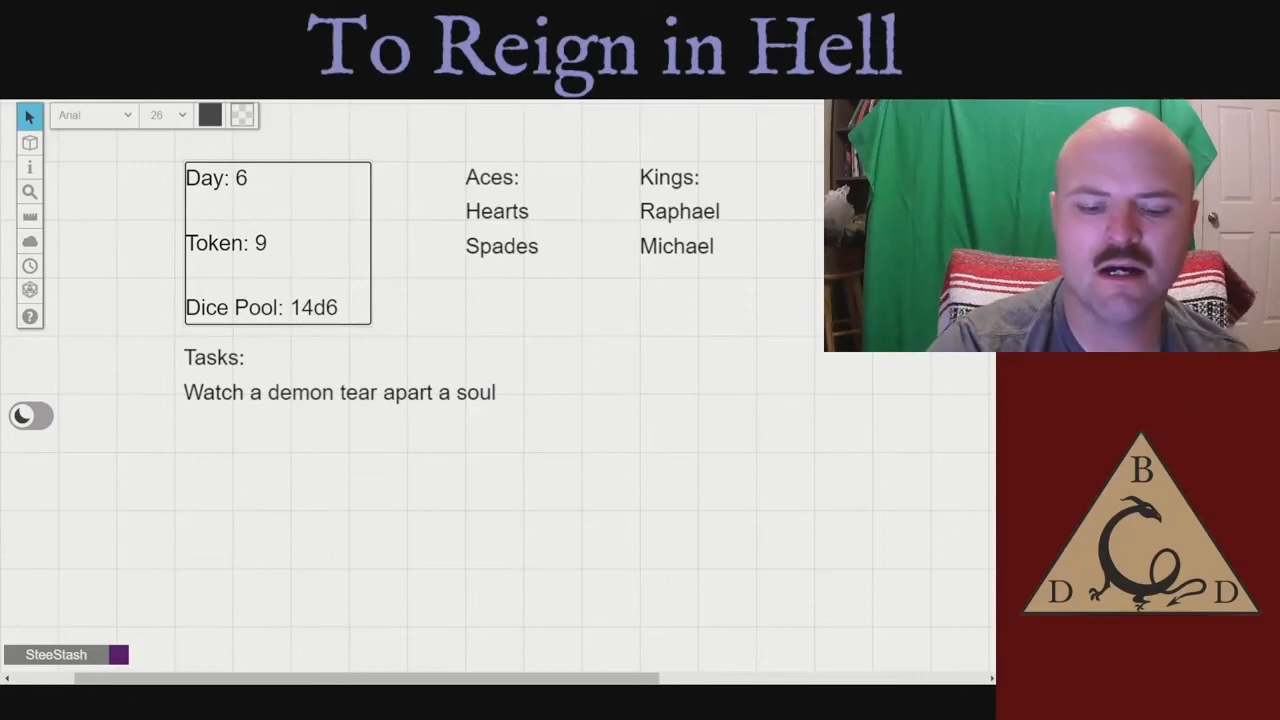 To Reign in Hell
Arial 26
Day: 6
Token: 9
Dice Pool: 14d6
Aces:
Hearts
Spades
Kings:
Raphael
Michael
Tasks:
Watch a demon tear apart a soul
B
D D
SteeStash